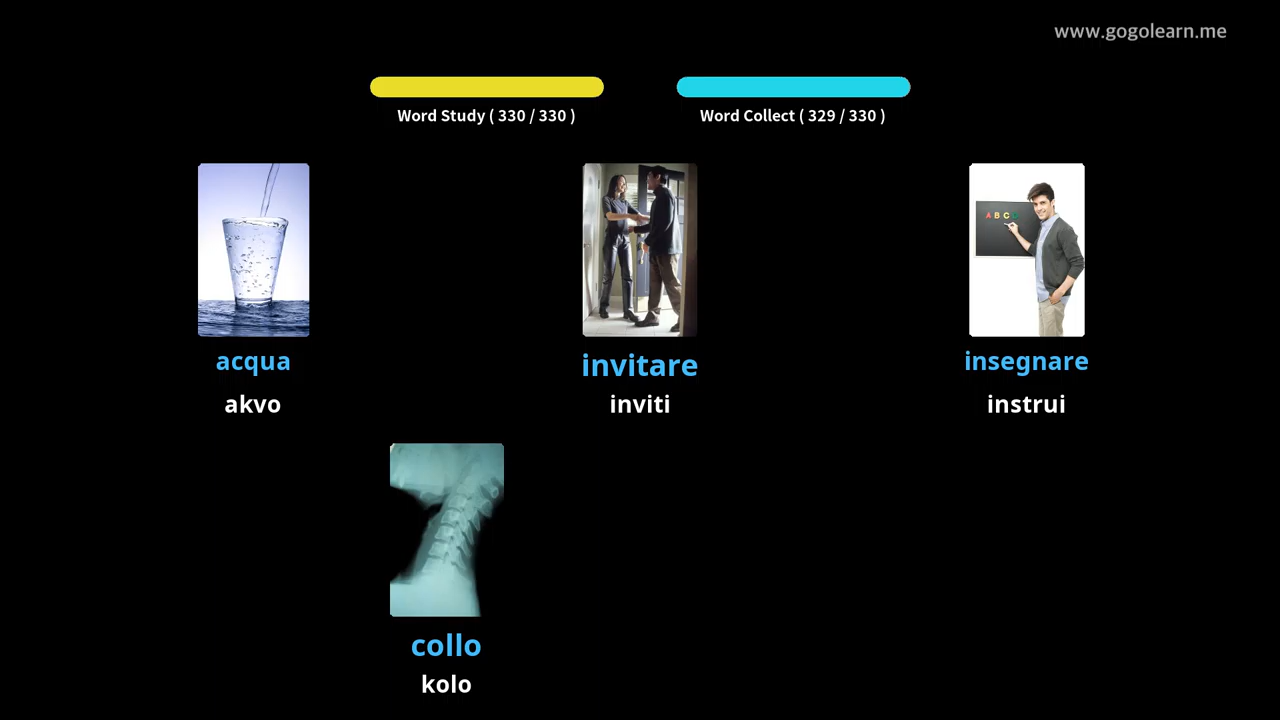 www.gogolearn.me
Word Study ( 330 / 330 )
Word Collect ( 329 / 330 )
acqua
akvo
invitare
inviti
insegnare
instrui
A B C D
collo
kolo